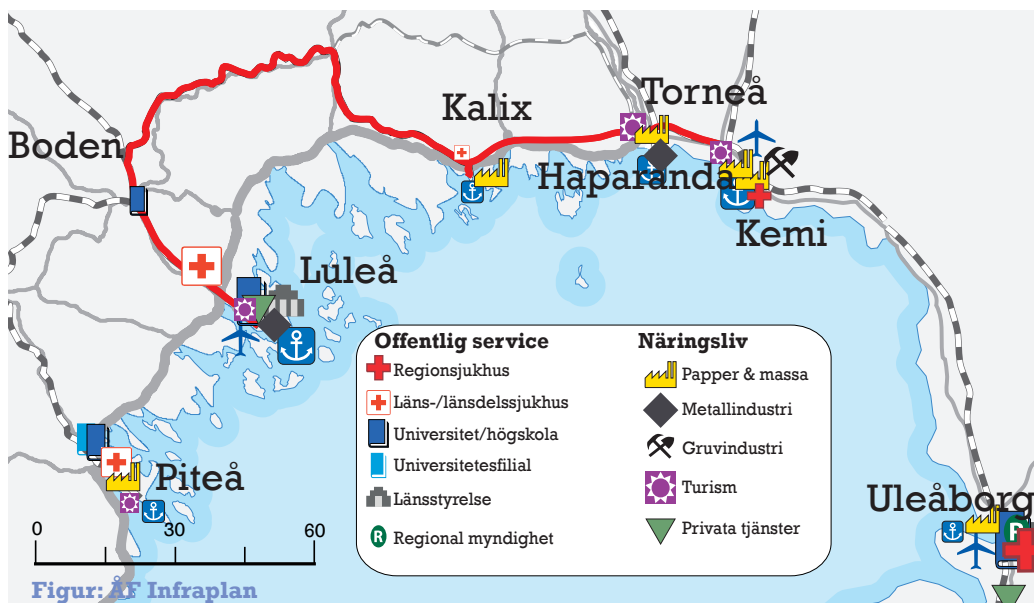 Torneå
Kalix
Boden
Haparanda
Kemi
Luleå
Offentlig service
Regionsjukhus
Läns-/länsdelssjukhus
Universitet/högskola
Universitetesfilial
Länsstyrelse
R Regional myndighet
Näringsliv
Papper & massa
Metallindustri
Gruvindustri
Turism
Privata tjänster
Piteå
Uleåborg
R
0 30 60
Figur: ÅF Infraplan